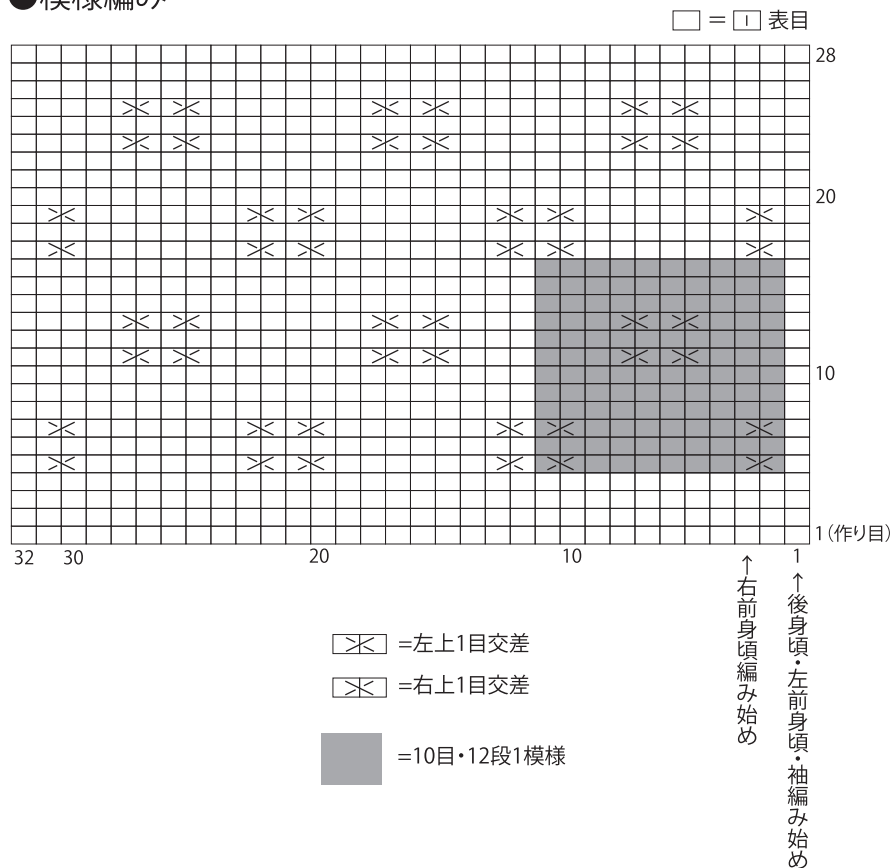 ●模様編み
□ = 表目
28
20
10
1(作り目)
32 30 20 10 1
↑右前身頃編み始め
↑後身頃・左前身頃・袖編み始め
=左上1目交差
=右上1目交差
=10目・12段1模様